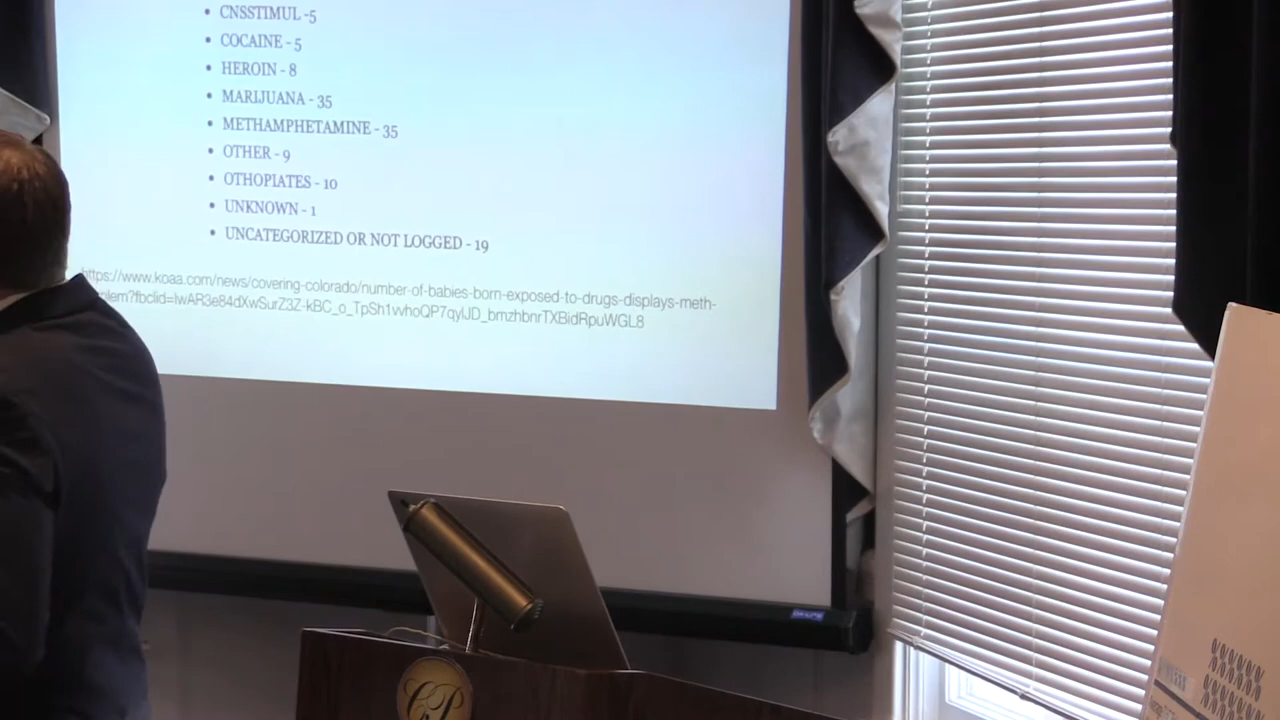 • CNSSTIMUL -5
• COCAINE - 5
• HEROIN - 8
• MARIJUANA - 35
• METHAMPHETAMINE - 35
• OTHER - 9
• OTHOPIATES - 10
• UNKNOWN - 1
• UNCATEGORIZED OR NOT LOGGED - 19
https://www.koaa.com/news/covering-colorado/number-of-babies-born-exposed-to-drugs-displays-meth-
CP